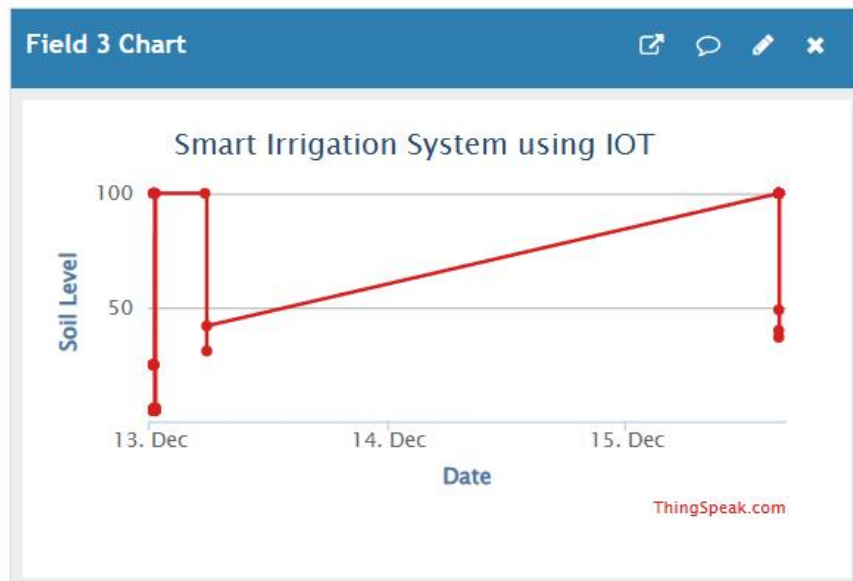 Field 3 Chart
Smart Irrigation System using IOT
100
50
Soil Level
13. Dec
14. Dec
15. Dec
Date
ThingSpeak.com